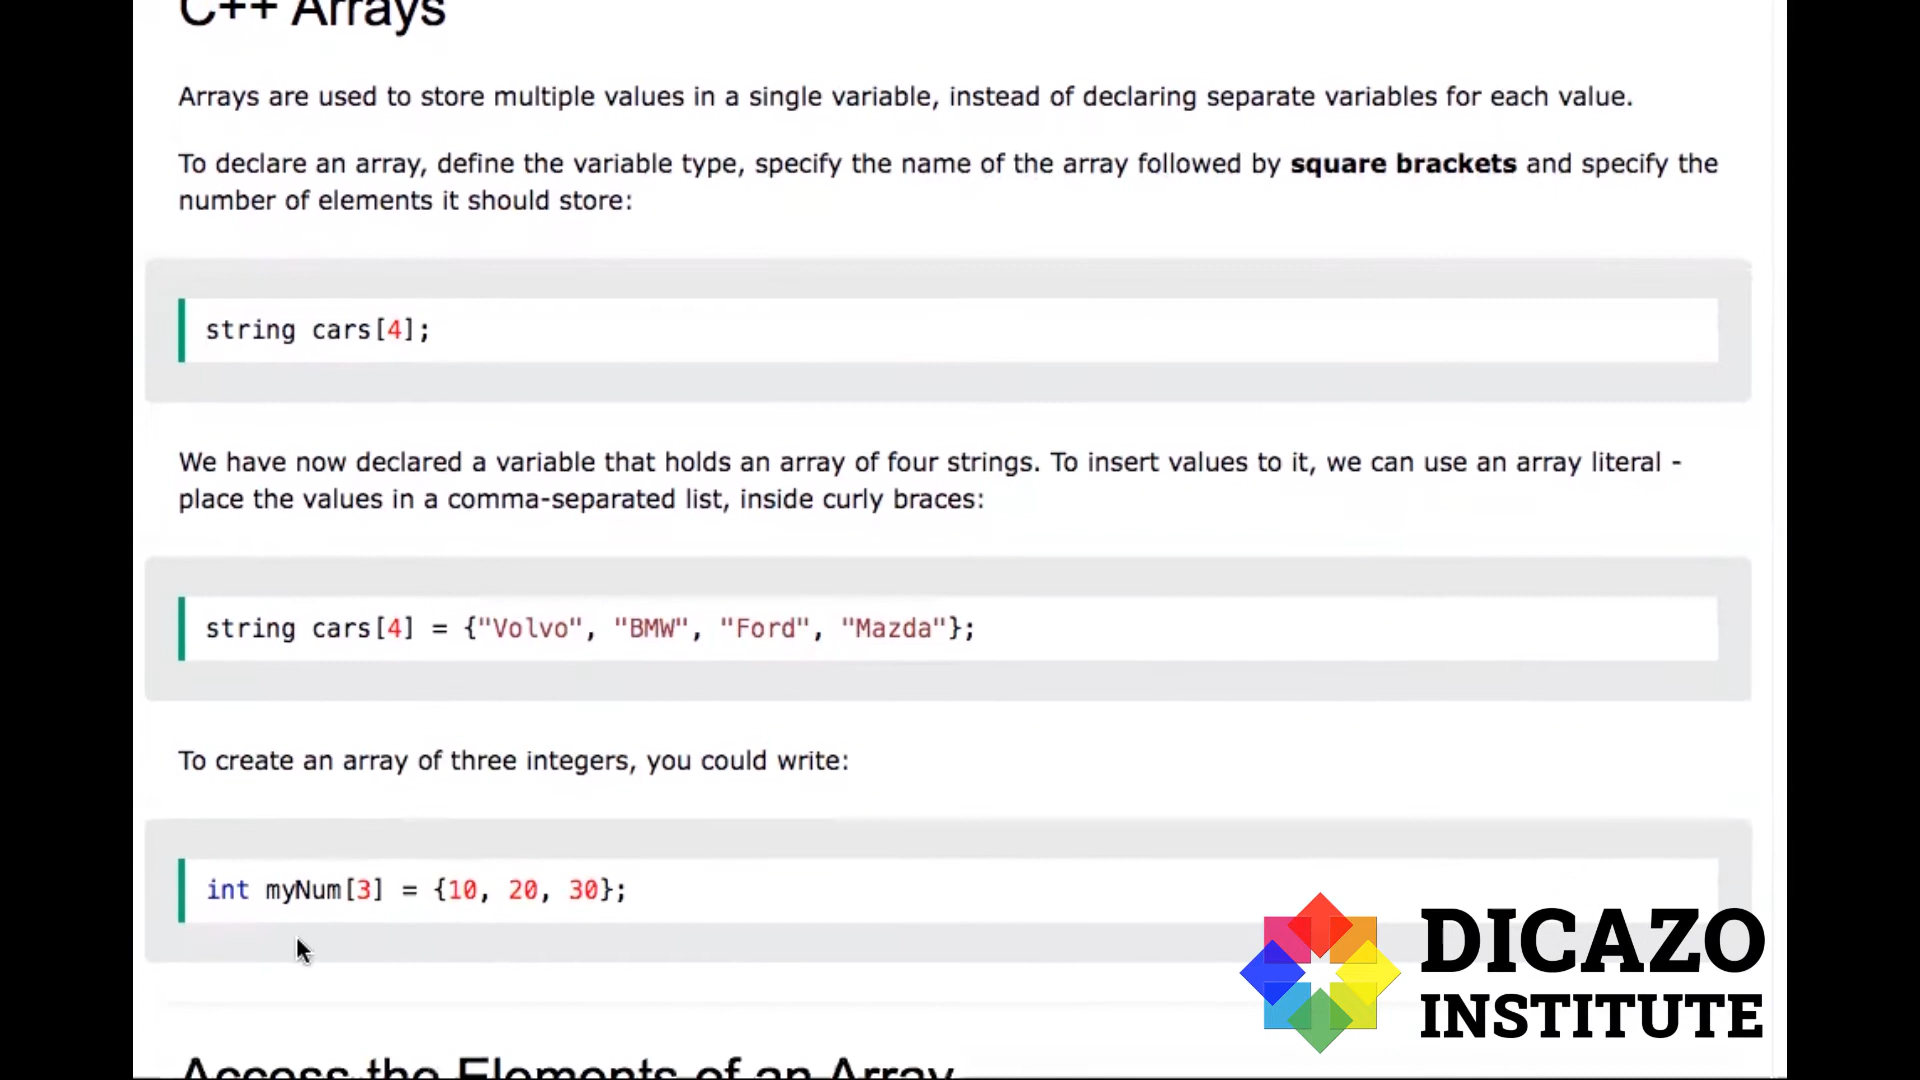 C++ Arrays
Arrays are used to store multiple values in a single variable, instead of declaring separate variables for each value.
To declare an array, define the variable type, specify the name of the array followed by square brackets and specify the
number of elements it should store:
string cars[4];
We have now declared a variable that holds an array of four strings. To insert values to it, we can use an array literal -
place the values in a comma-separated list, inside curly braces:
string cars[4] = {"Volvo", "BMW", "Ford", "Mazda"};
To create an array of three integers, you could write:
int myNum[3] = {10, 20, 30};
DICAZO
INSTITUTE
Access the Elements of an Array